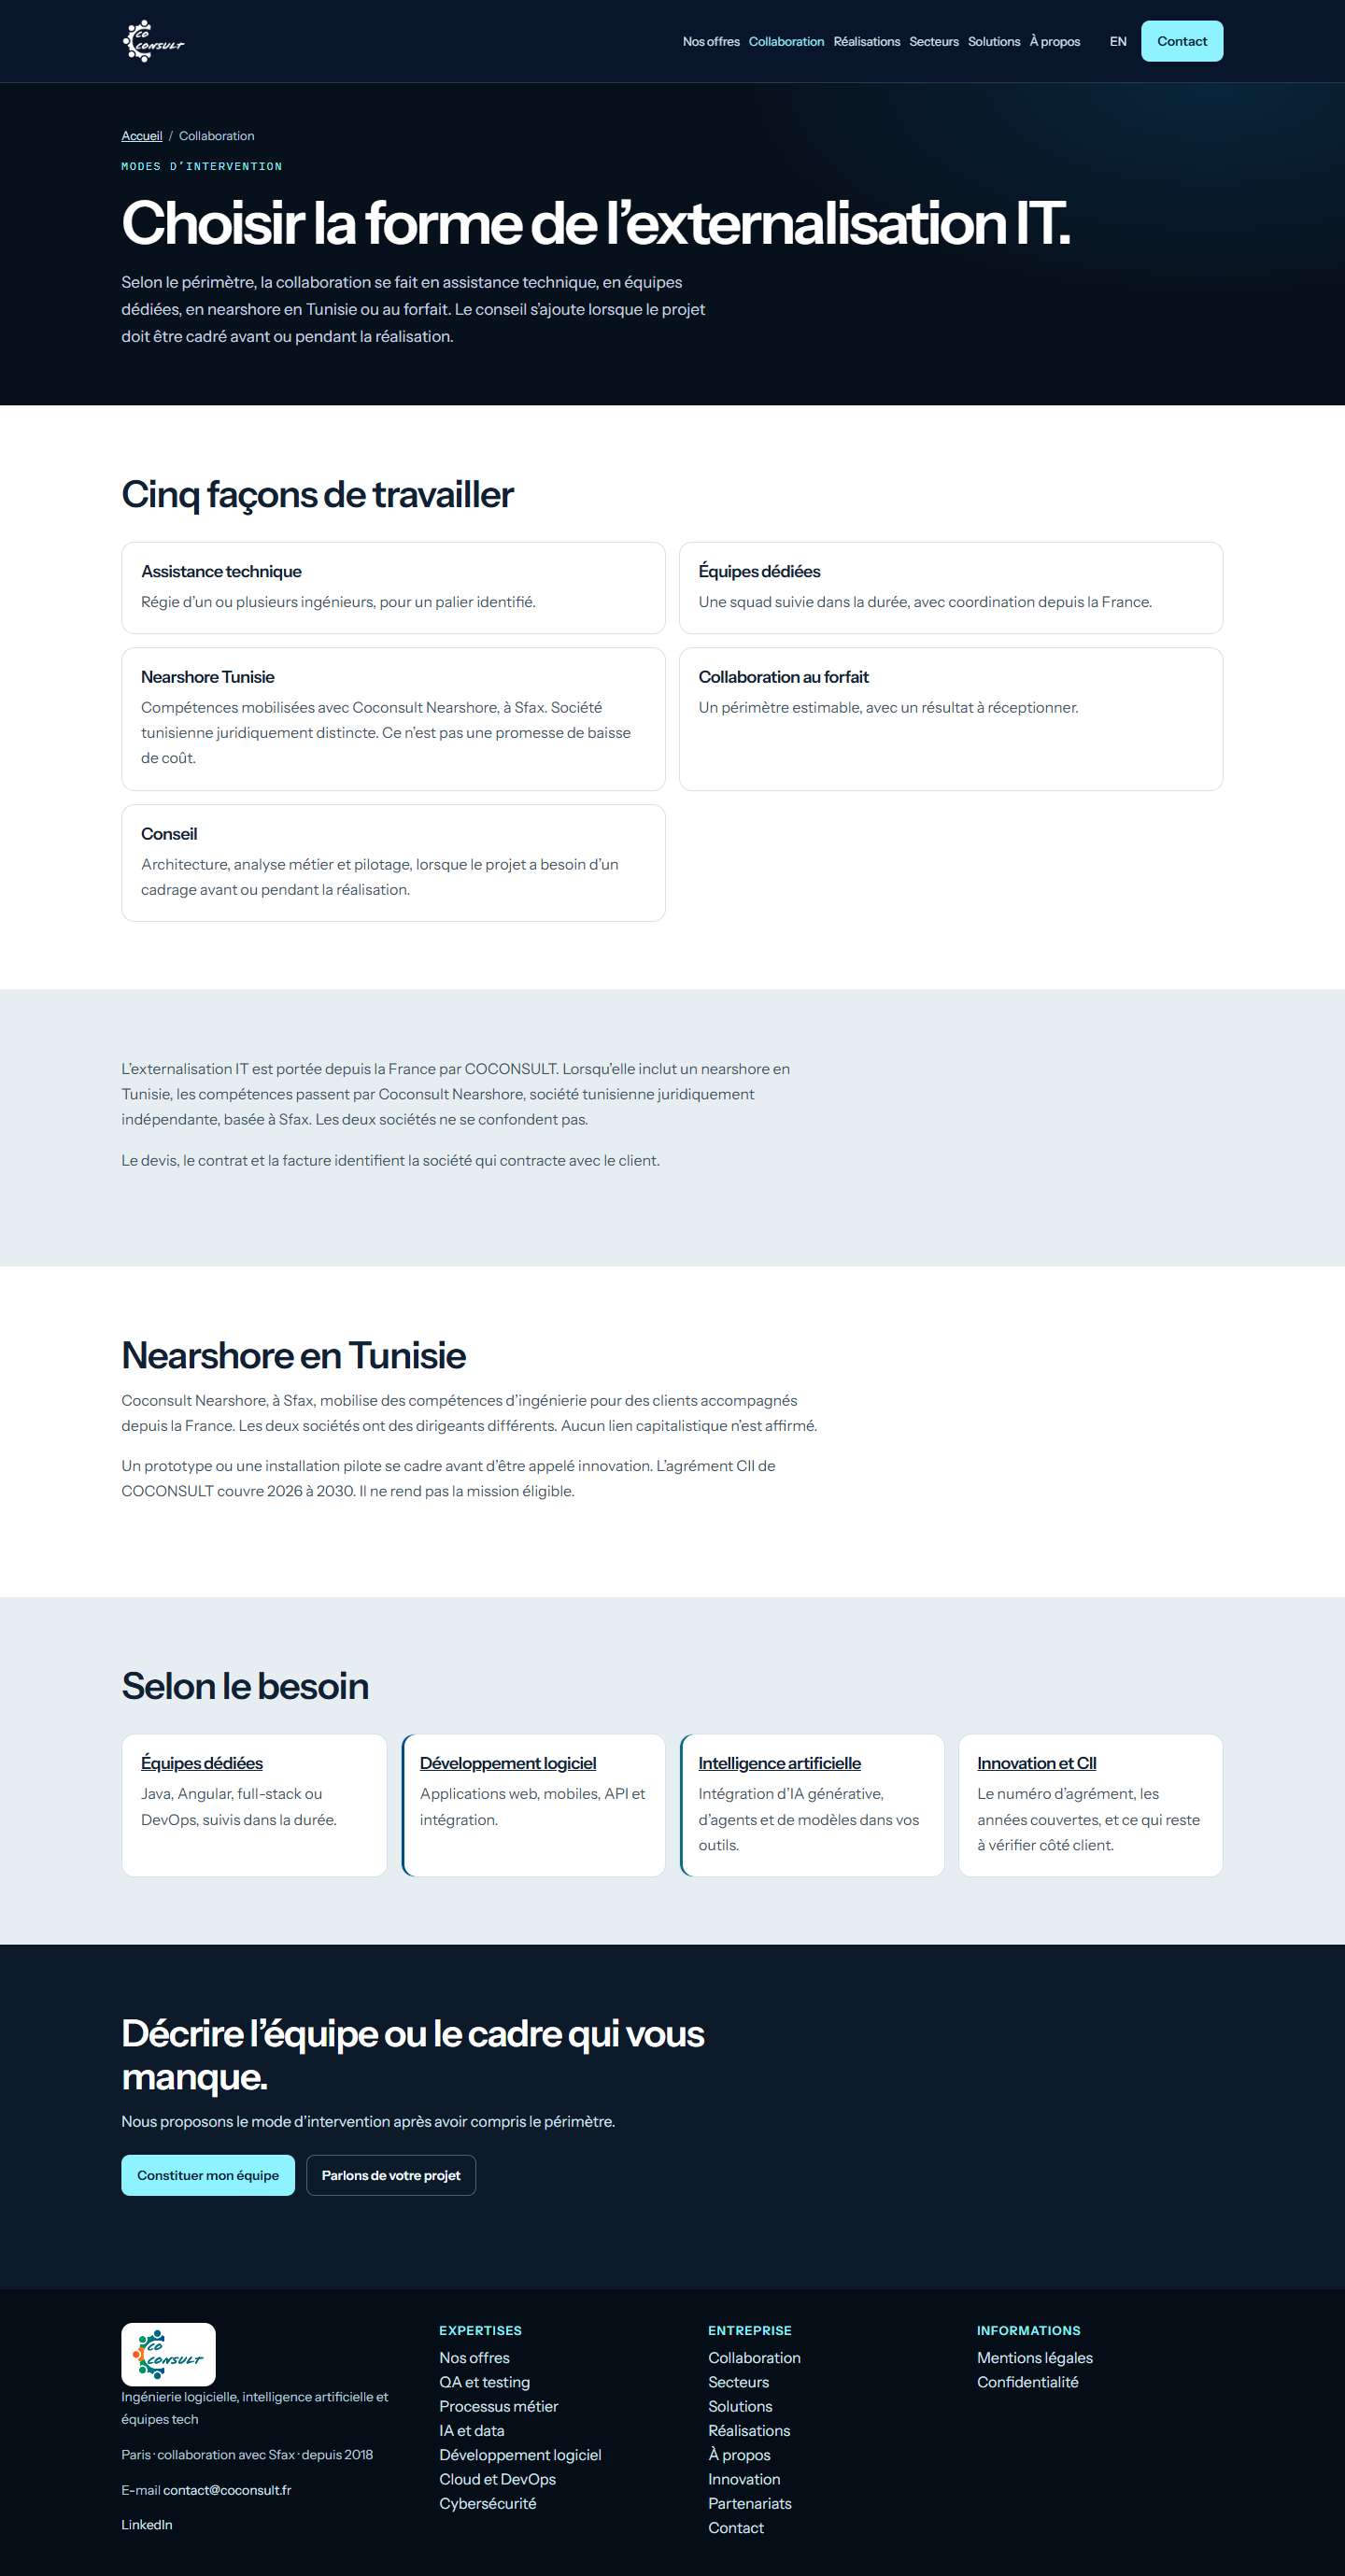 CO
CONSULT
Nos offres Collaboration Réalisations Secteurs Solutions À propos EN Contact
Accueil / Collaboration
MODES D’INTERVENTION
Choisir la forme de l’externalisation IT.
Selon le périmètre, la collaboration se fait en assistance technique, en équipes
dédiées, en nearshore en Tunisie ou au forfait. Le conseil s’ajoute lorsque le projet
doit être cadré avant ou pendant la réalisation.
Cinq façons de travailler
Assistance technique
Régie d’un ou plusieurs ingénieurs, pour un palier identifié.
Équipes dédiées
Une squad suivie dans la durée, avec coordination depuis la France.
Nearshore Tunisie
Compétences mobilisées avec Coconsult Nearshore, à Sfax. Société
tunisienne juridiquement distincte. Ce n’est pas une promesse de baisse
de coût.
Collaboration au forfait
Un périmètre estimable, avec un résultat à réceptionner.
Conseil
Architecture, analyse métier et pilotage, lorsque le projet a besoin d’un
cadrage avant ou pendant la réalisation.
L’externalisation IT est portée depuis la France par COCONSULT. Lorsqu’elle inclut un nearshore en
Tunisie, les compétences passent par Coconsult Nearshore, société tunisienne juridiquement
indépendante, basée à Sfax. Les deux sociétés ne se confondent pas.
Le devis, le contrat et la facture identifient la société qui contracte avec le client.
Nearshore en Tunisie
Coconsult Nearshore, à Sfax, mobilise des compétences d’ingénierie pour des clients accompagnés
depuis la France. Les deux sociétés ont des dirigeants différents. Aucun lien capitalistique n’est affirmé.
Un prototype ou une installation pilote se cadre avant d’être appelé innovation. L’agrément CII de
COCONSULT couvre 2026 à 2030. Il ne rend pas la mission éligible.
Selon le besoin
Équipes dédiées
Java, Angular, full-stack ou
DevOps, suivis dans la durée.
Développement logiciel
Applications web, mobiles, API et
intégration.
Intelligence artificielle
Intégration d’IA générative,
d’agents et de modèles dans vos
outils.
Innovation et CII
Le numéro d’agrément, les
années couvertes, et ce qui reste
à vérifier côté client.
Décrire l’équipe ou le cadre qui vous
manque.
Nous proposons le mode d’intervention après avoir compris le périmètre.
Constituer mon équipe
Parlons de votre projet
CO
CONSULT
Ingénierie logicielle, intelligence artificielle et
équipes tech
Paris · collaboration avec Sfax · depuis 2018
E-mail contact@coconsult.fr
LinkedIn
EXPERTISES
Nos offres
QA et testing
Processus métier
IA et data
Développement logiciel
Cloud et DevOps
Cybersécurité
ENTREPRISE
Collaboration
Secteurs
Solutions
Réalisations
À propos
Innovation
Partenariats
Contact
INFORMATIONS
Mentions légales
Confidentialité